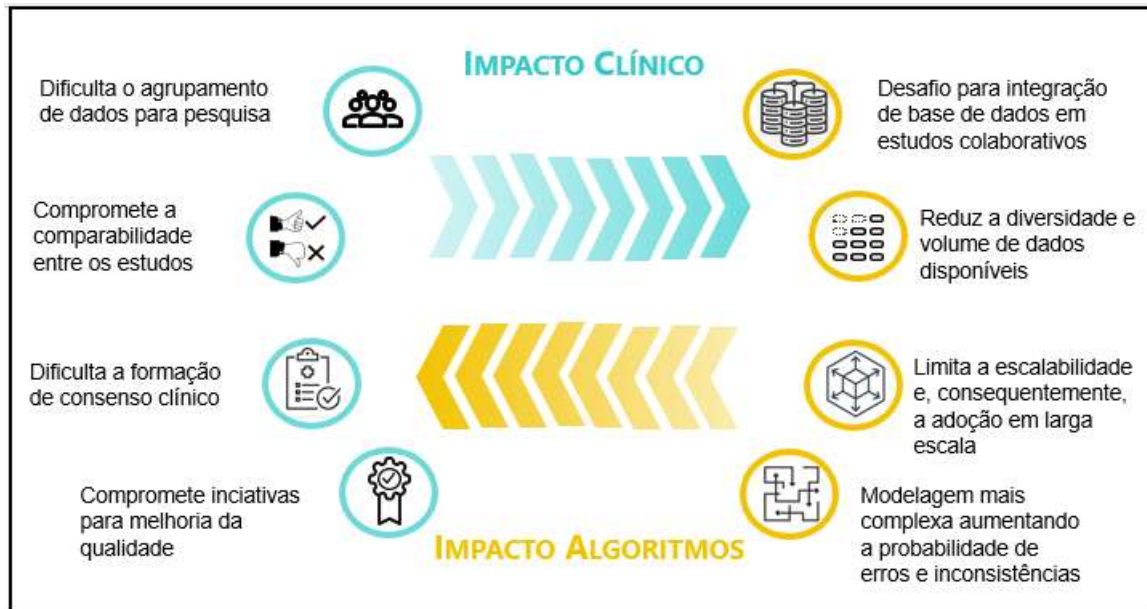 IMPACTO CLÍNICO
Dificulta o agrupamento
de dados para pesquisa
Compromete a
comparabilidade
entre os estudos
Dificulta a formação
de consenso clínico
Compromete inciativas
para melhoria da
qualidade
Desafio para integração
de base de dados em
estudos colaborativos
Reduz a diversidade e
volume de dados
disponíveis
Limita a escalabilidade
e, consequentemente,
a adoção em larga
escala
Modelagem mais
complexa aumentando
a probabilidade de
erros e inconsistências
IMPACTO ALGORITMOS